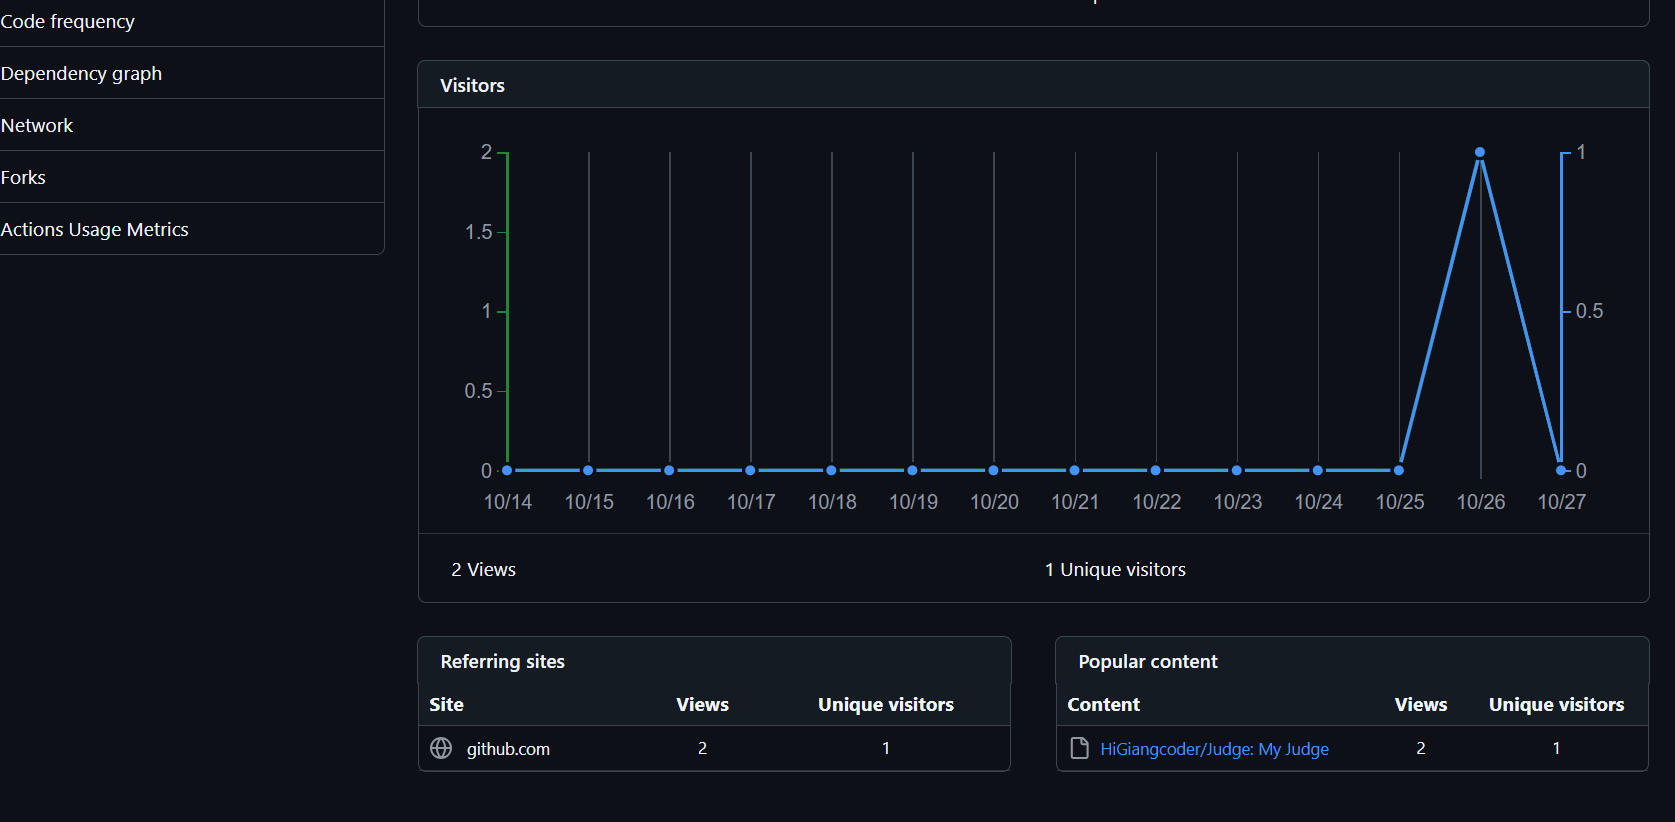 Code frequency
Dependency graph
Network
Forks
Actions Usage Metrics
Visitors
2
1.5
1
0.5
0
1
0.5
0
10/14 10/15 10/16 10/17 10/18 10/19 10/20 10/21 10/22 10/23 10/24 10/25 10/26 10/27
2 Views
1 Unique visitors
Referring sites
Site Views Unique visitors
github.com 2 1
Popular content
Content Views Unique visitors
HiGiangcoder/Judge: My Judge 2 1